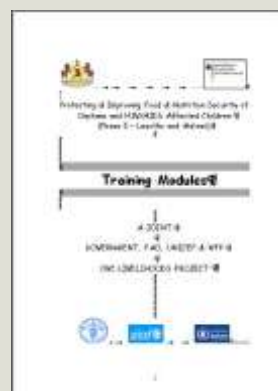 Protecting & Improving Food & Nutrition Security of
Orphans and HIV/AIDS Affected Children
(Phase I – Lesotho and Malawi)
Training Modules
A JOINT
GOVERNMENT, FAO, UNICEF & WFP
OVC LIVELIHOODS PROJECT
unicef